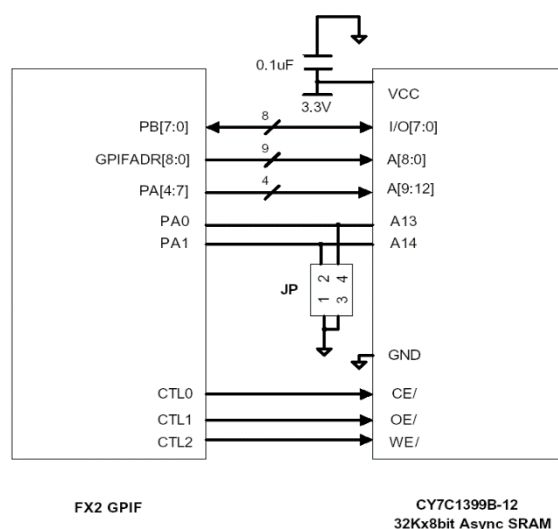 0.1uF
3.3V
VCC
PB[7:0] 8 I/O[7:0]
GPIFADR[8:0] 9 A[8:0]
PA[4:7] 4 A[9:12]
PA0 A13
PA1 A14
JP
2 4
1 3
GND
CTL0 CE/
CTL1 OE/
CTL2 WE/
FX2 GPIF
CY7C1399B-12
32Kx8bit Async SRAM